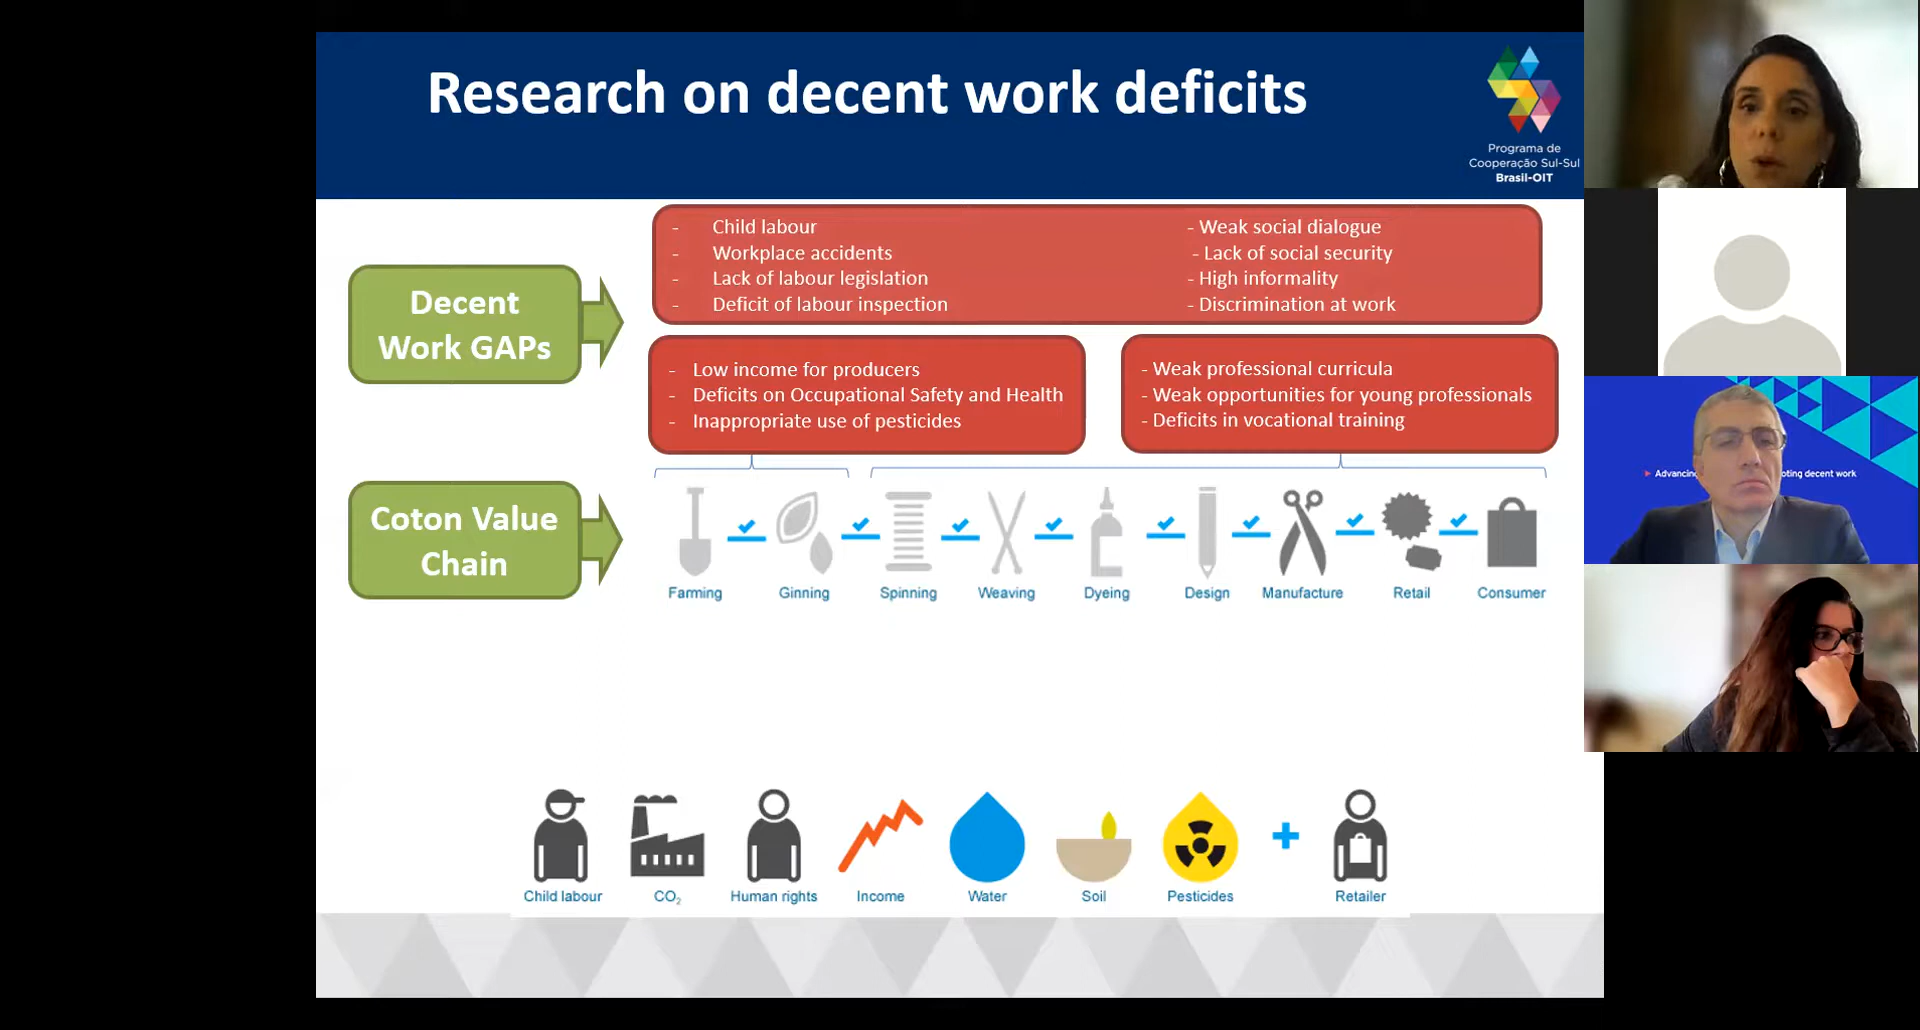 Research on decent work deficits
Programa de
Cooperação Sul-Sul
Brasil-OIT
Decent
Work GAPs
- Child labour
- Workplace accidents
- Lack of labour legislation
- Deficit of labour inspection
- Weak social dialogue
- Lack of social security
- High informality
- Discrimination at work
- Low income for producers
- Deficits on Occupational Safety and Health
- Inappropriate use of pesticides
- Weak professional curricula
- Weak opportunities for young professionals
- Deficits in vocational training
Coton Value
Chain
Farming
Ginning
Spinning
Weaving
Dyeing
Design
Manufacture
Retail
Consumer
Child labour
CO₂
Human rights
Income
Water
Soil
Pesticides
+
Retailer
Advancing decent work